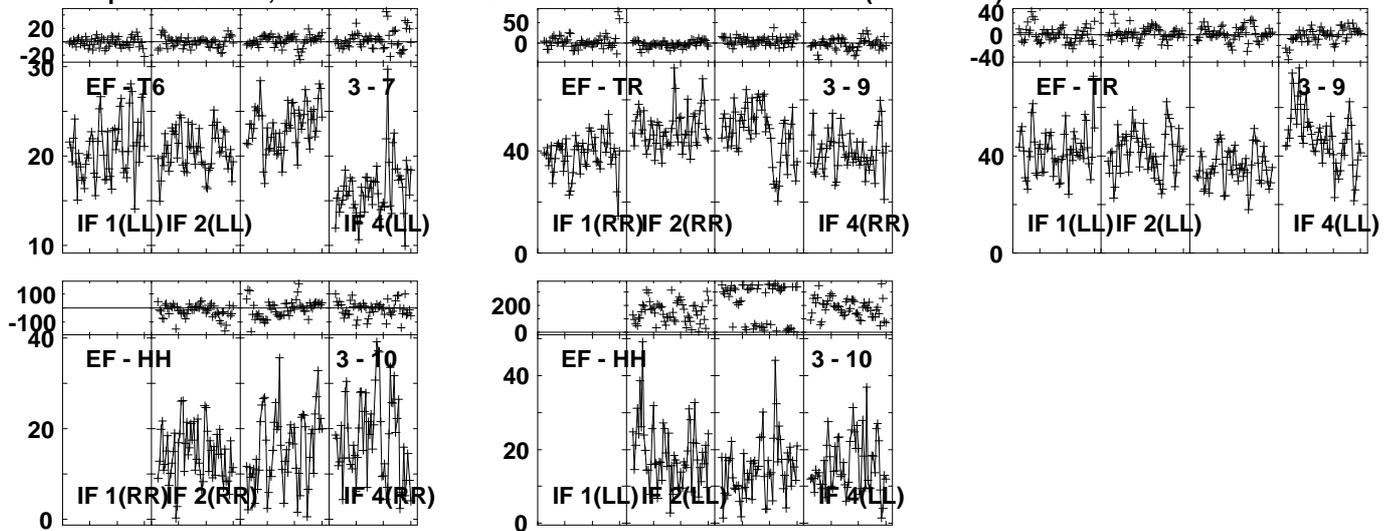 20
-20
30
20
10
EF - T6 3 - 7
IF 1(LL) IF 2(LL) IF 4(LL)
50
0
40
0
EF - TR 3 - 9
IF 1(RR) IF 2(RR) IF 4(RR)
40
0
-40
40
0
EF - TR 3 - 9
IF 1(LL) IF 2(LL) IF 4(LL)
100
-100
40
20
0
EF - HH 3 - 10
IF 1(RR) IF 2(RR) IF 4(RR)
200
0
40
20
0
EF - HH 3 - 10
IF 1(LL) IF 2(LL) IF 4(LL)